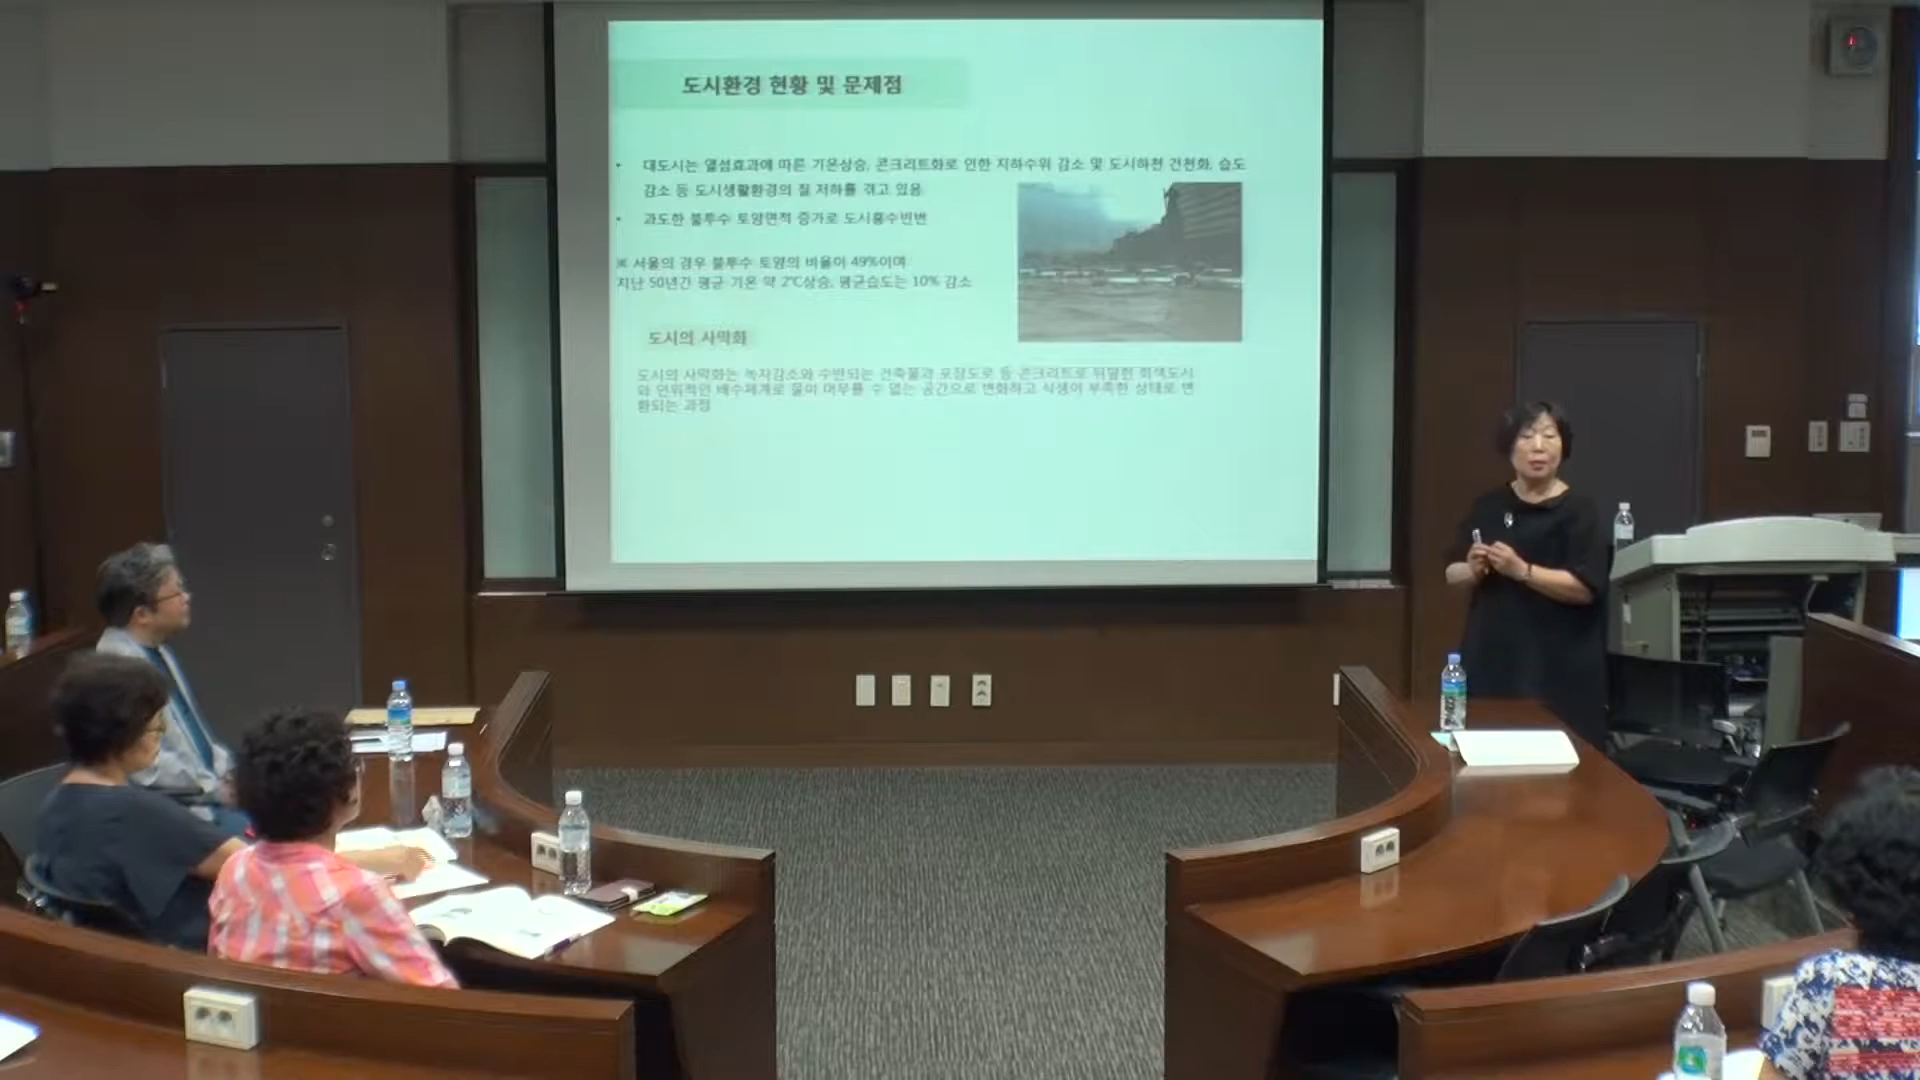 도시환경 현황 및 문제점
• 대도시는 열섬효과에 따른 기온상승, 콘크리트화로 인한 지하수위 감소 및 도시하천 건천화, 습도
감소 등 도시생활환경의 질 저하를 겪고 있음
• 과도한 불투수 토양면적 증가로 도시홍수빈번
※ 서울의 경우 불투수 토양의 비율이 49%이며
지난 50년간 평균 기온 약 2℃상승, 평균습도는 10% 감소
도시의 사막화
도시의 사막화는 녹지감소와 수반되는 건축물과 포장도로 등 콘크리트로 뒤덮인 회색도시
와 인위적인 배수체계로 물이 머무를 수 없는 공간으로 변화하고 식생이 부족한 상태로 변
환되는 과정